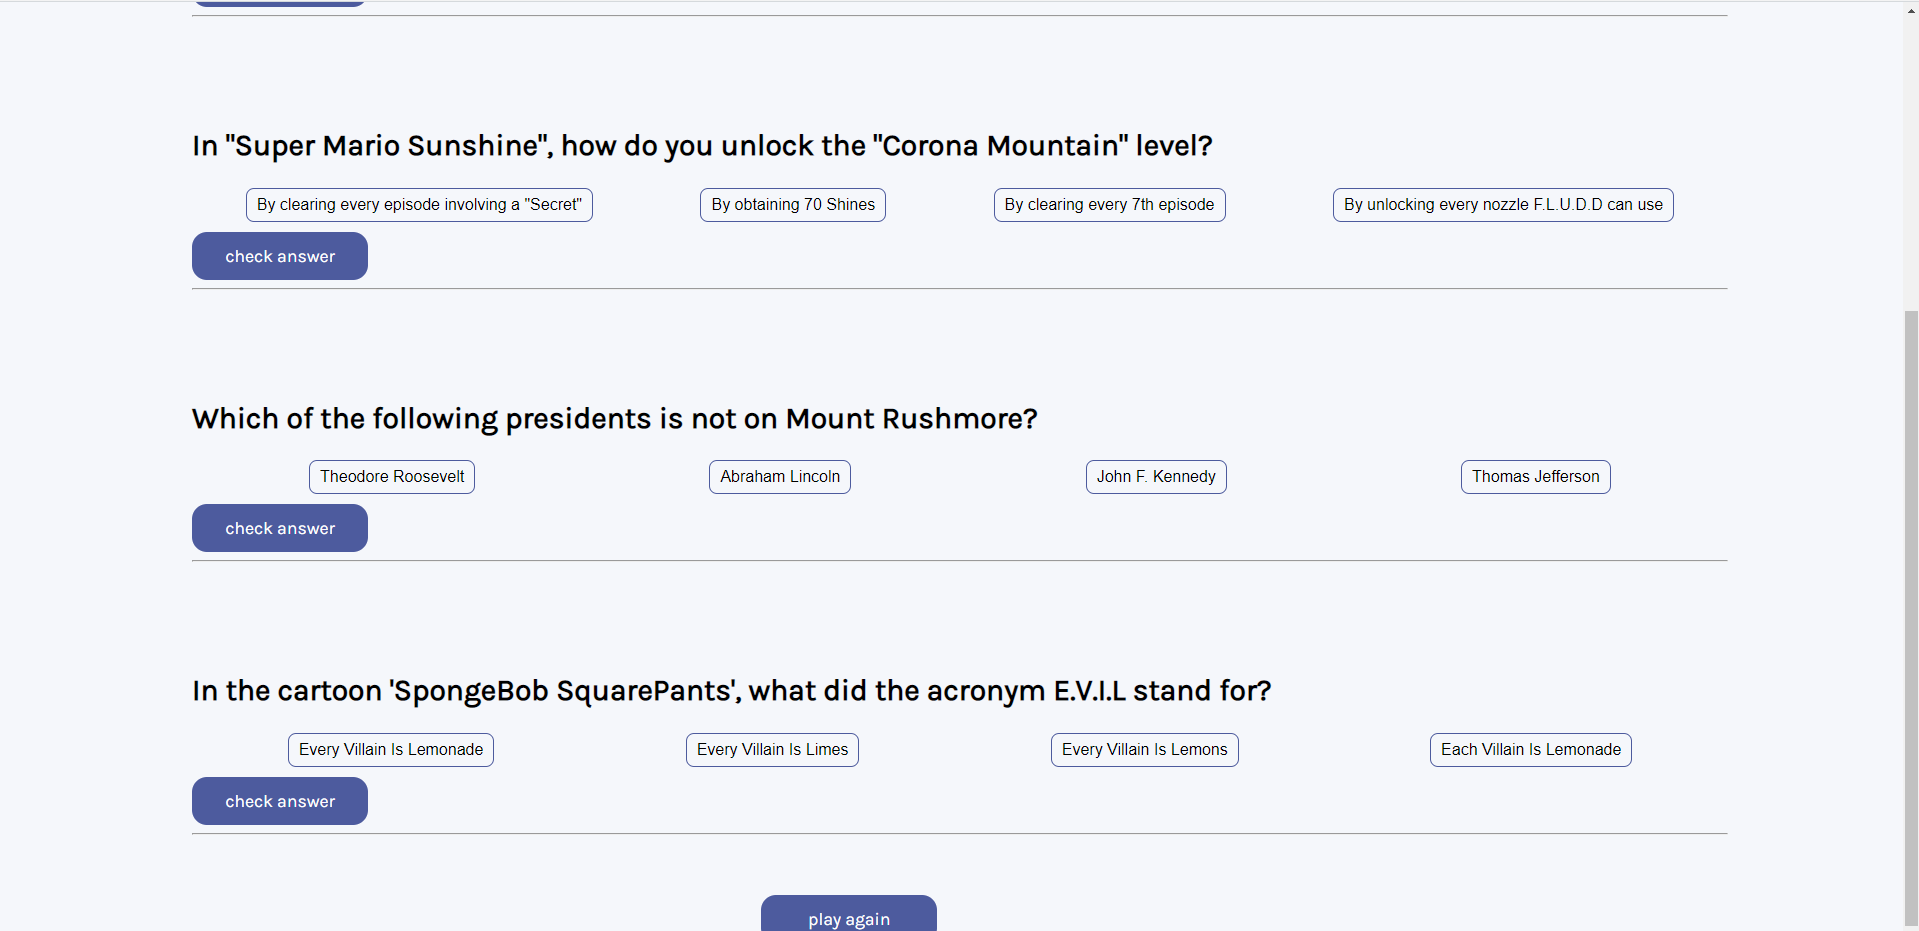 In "Super Mario Sunshine", how do you unlock the "Corona Mountain" level?
By clearing every episode involving a "Secret" By obtaining 70 Shines By clearing every 7th episode By unlocking every nozzle F.L.U.D.D can use
check answer
Which of the following presidents is not on Mount Rushmore?
Theodore Roosevelt Abraham Lincoln John F. Kennedy Thomas Jefferson
check answer
In the cartoon 'SpongeBob SquarePants', what did the acronym E.V.I.L stand for?
Every Villain Is Lemonade Every Villain Is Limes Every Villain Is Lemons Each Villain Is Lemonade
check answer
play again